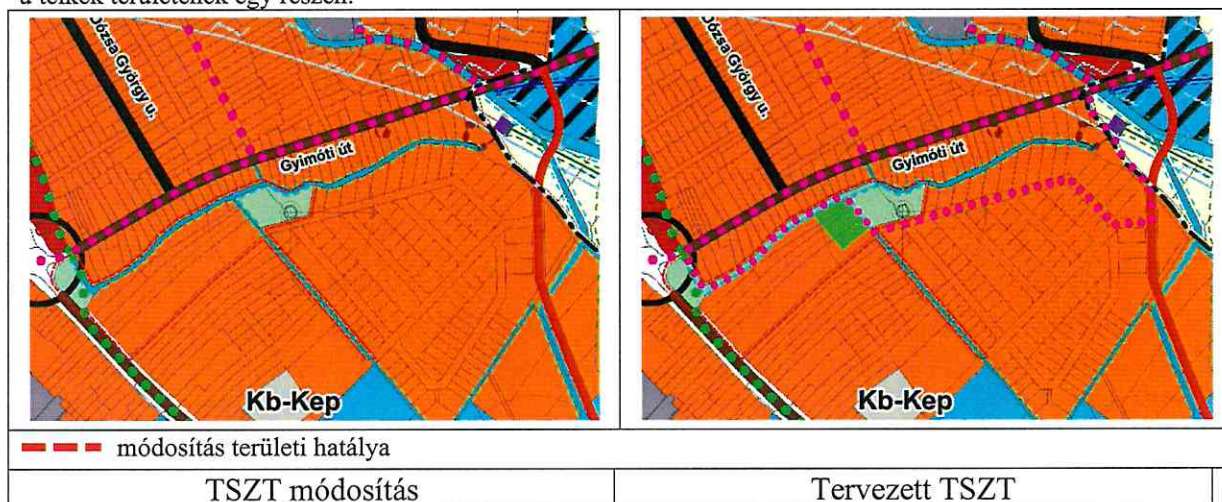 a telkek területének egy részén.
Dózsa György u.
Gyimóti út
Kb-Kep
Dózsa György u.
Gyimóti út
Kb-Kep
módosítás területi hatálya
TSZT módosítás
Tervezett TSZT